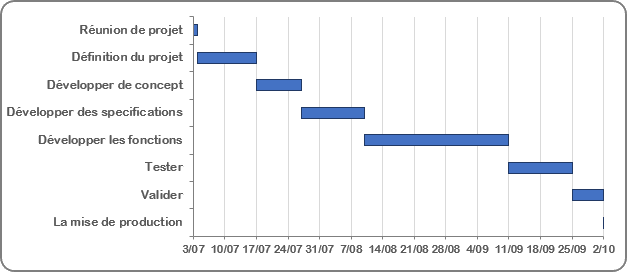 Réunion de projet
Définition du projet
Développer de concept
Développer des specifications
Développer les fonctions
Tester
Valider
La mise de production
3/07 10/07 17/07 24/07 31/07 7/08 14/08 21/08 28/08 4/09 11/09 18/09 25/09 2/10